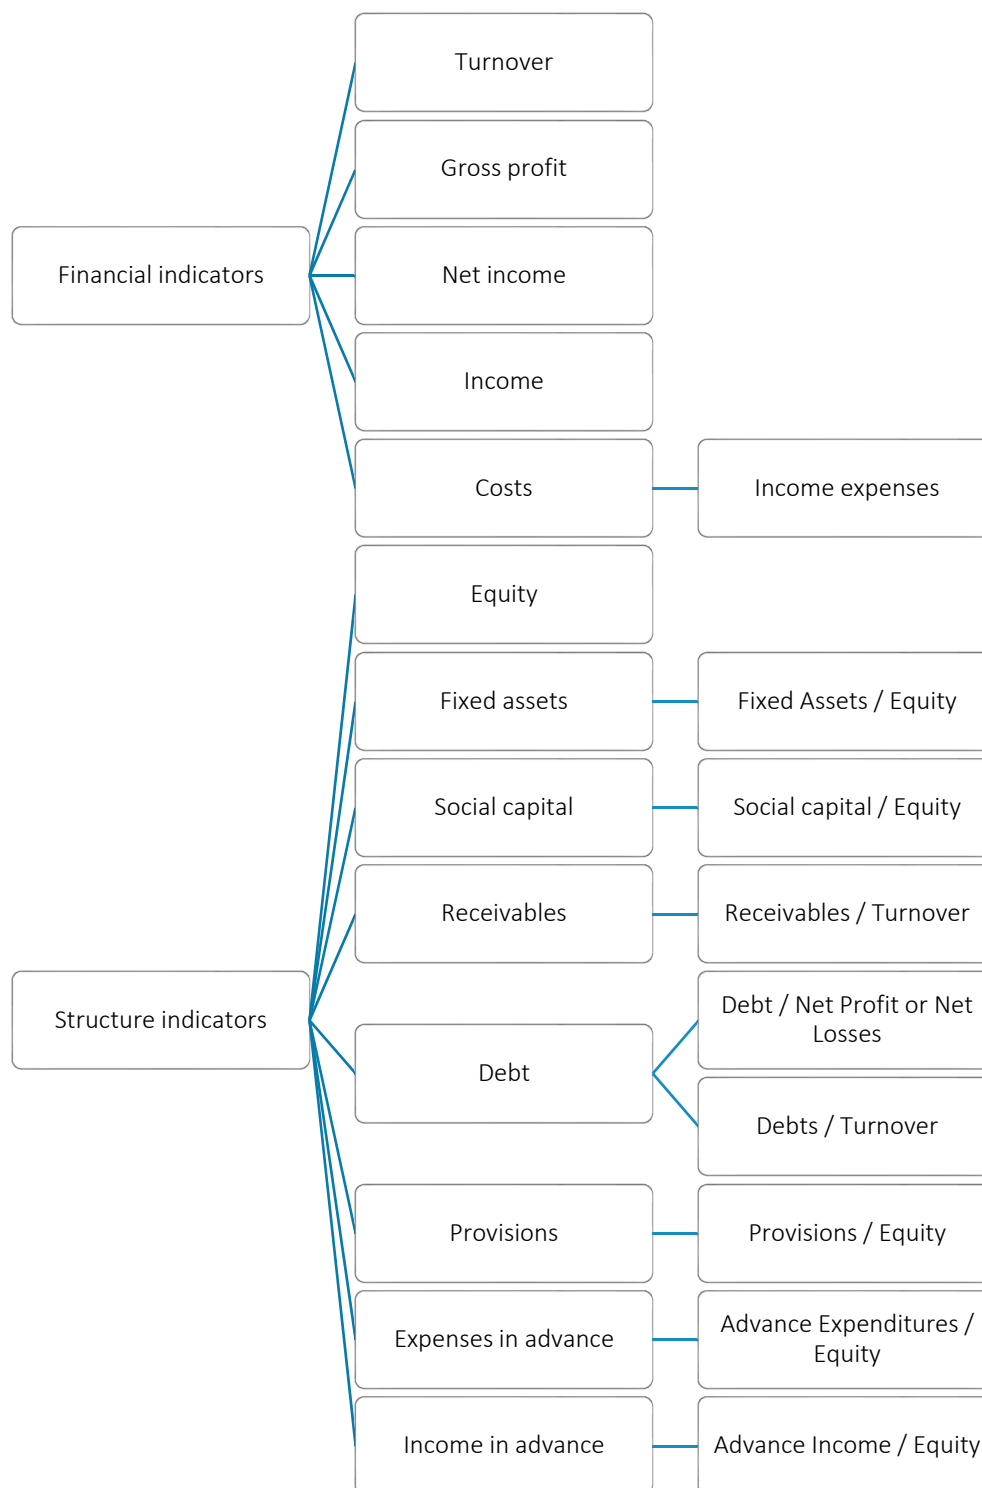 Turnover
Gross profit
Financial indicators
Net income
Income
Costs
Income expenses
Equity
Fixed assets
Fixed Assets / Equity
Social capital
Social capital / Equity
Receivables
Receivables / Turnover
Structure indicators
Debt
Debt / Net Profit or Net
Losses
Debts / Turnover
Provisions
Provisions / Equity
Expenses in advance
Advance Expenditures /
Equity
Income in advance
Advance Income / Equity